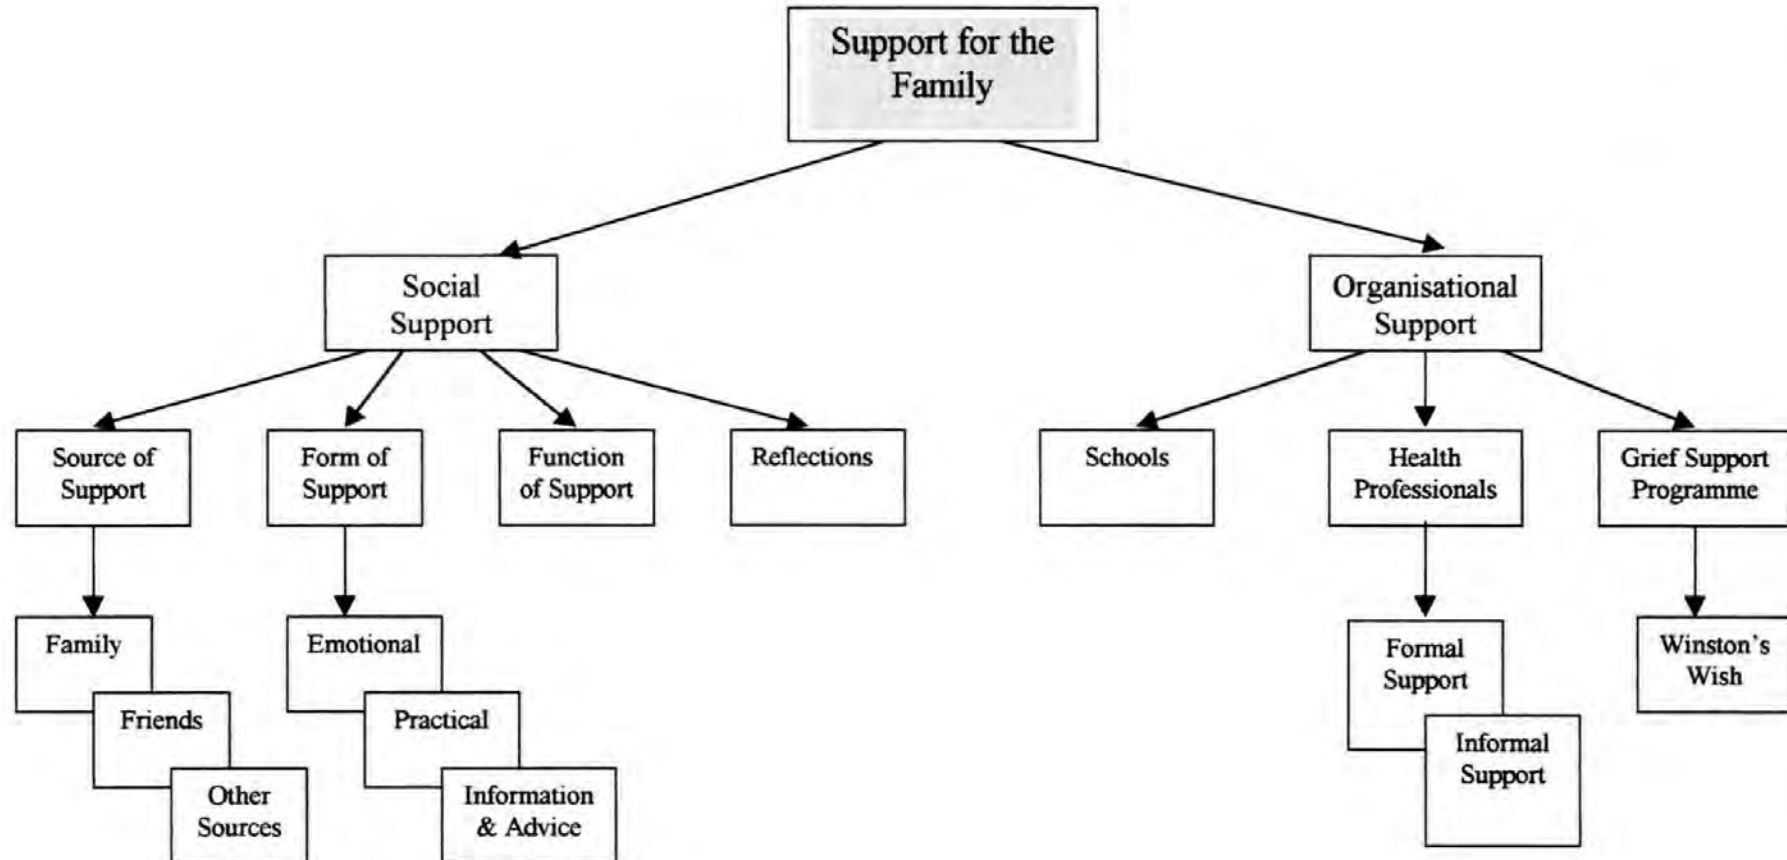 Support for the
Family
Social
Support
Organisational
Support
Source of
Support
Form of
Support
Function
of Support
Reflections
Schools
Health
Professionals
Grief Support
Programme
Family
Friends
Other
Sources
Emotional
Practical
Information
& Advice
Formal
Support
Informal
Support
Winston's
Wish